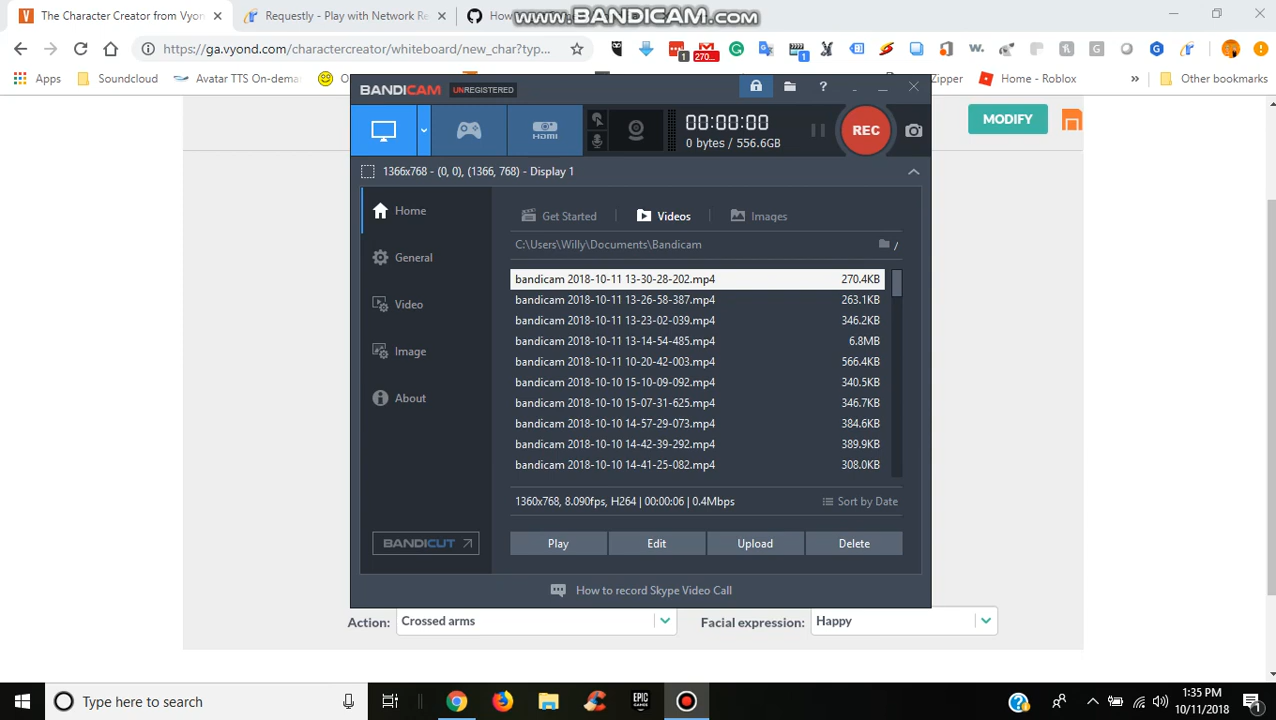 The Character Creator from Vyon
Requestly - Play with Network Re
How
www.BANDICAM.com
https://ga.vyond.com/charactercreator/whiteboard/new_char?typ...
1
270...
1
Apps
Soundcloud
Avatar TTS On-dema
Zipper
Home - Roblox
»
Other bookmarks
BANDICAM
UNREGISTERED
MODIFY
HDMI
00:00:00
0 bytes / 556.6GB
REC
1366x768 - (0, 0), (1366, 768) - Display 1
Home
General
Video
Image
About
BANDICUT
Get Started
Videos
Images
C:\Users\Willy\Documents\Bandicam
/
bandicam 2018-10-11 13-30-28-202.mp4 270.4KB
bandicam 2018-10-11 13-26-58-387.mp4 263.1KB
bandicam 2018-10-11 13-23-02-039.mp4 346.2KB
bandicam 2018-10-11 13-14-54-485.mp4 6.8MB
bandicam 2018-10-11 10-20-42-003.mp4 566.4KB
bandicam 2018-10-10 15-10-09-092.mp4 340.5KB
bandicam 2018-10-10 15-07-31-625.mp4 346.7KB
bandicam 2018-10-10 14-57-29-073.mp4 384.6KB
bandicam 2018-10-10 14-42-39-292.mp4 389.9KB
bandicam 2018-10-10 14-41-25-082.mp4 308.0KB
1360x768, 8.090fps, H264 | 00:00:06 | 0.4Mbps
Sort by Date
Play
Edit
Upload
Delete
How to record Skype Video Call
Action:
Crossed arms
Facial expression:
Happy
Type here to search
EPIC GAMES
1:35 PM
10/11/2018
1